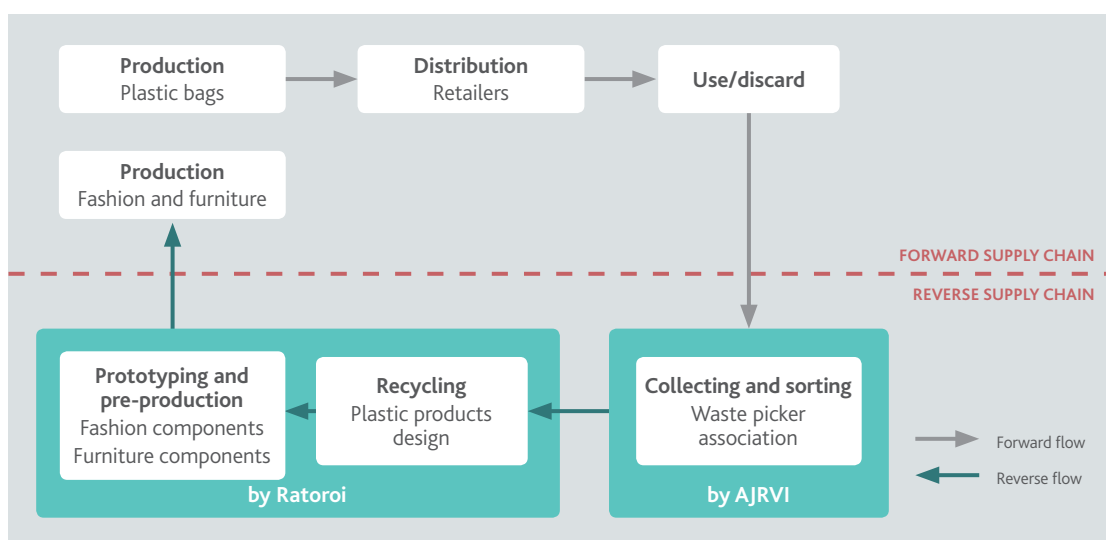 Production
Plastic bags
Distribution
Retailers
Use/discard
Production
Fashion and furniture
FORWARD SUPPLY CHAIN
REVERSE SUPPLY CHAIN
Prototyping and
pre-production
Fashion components
Furniture components
Recycling
Plastic products
design
by Ratoroi
Collecting and sorting
Waste picker
association
by AJRVI
Forward flow
Reverse flow